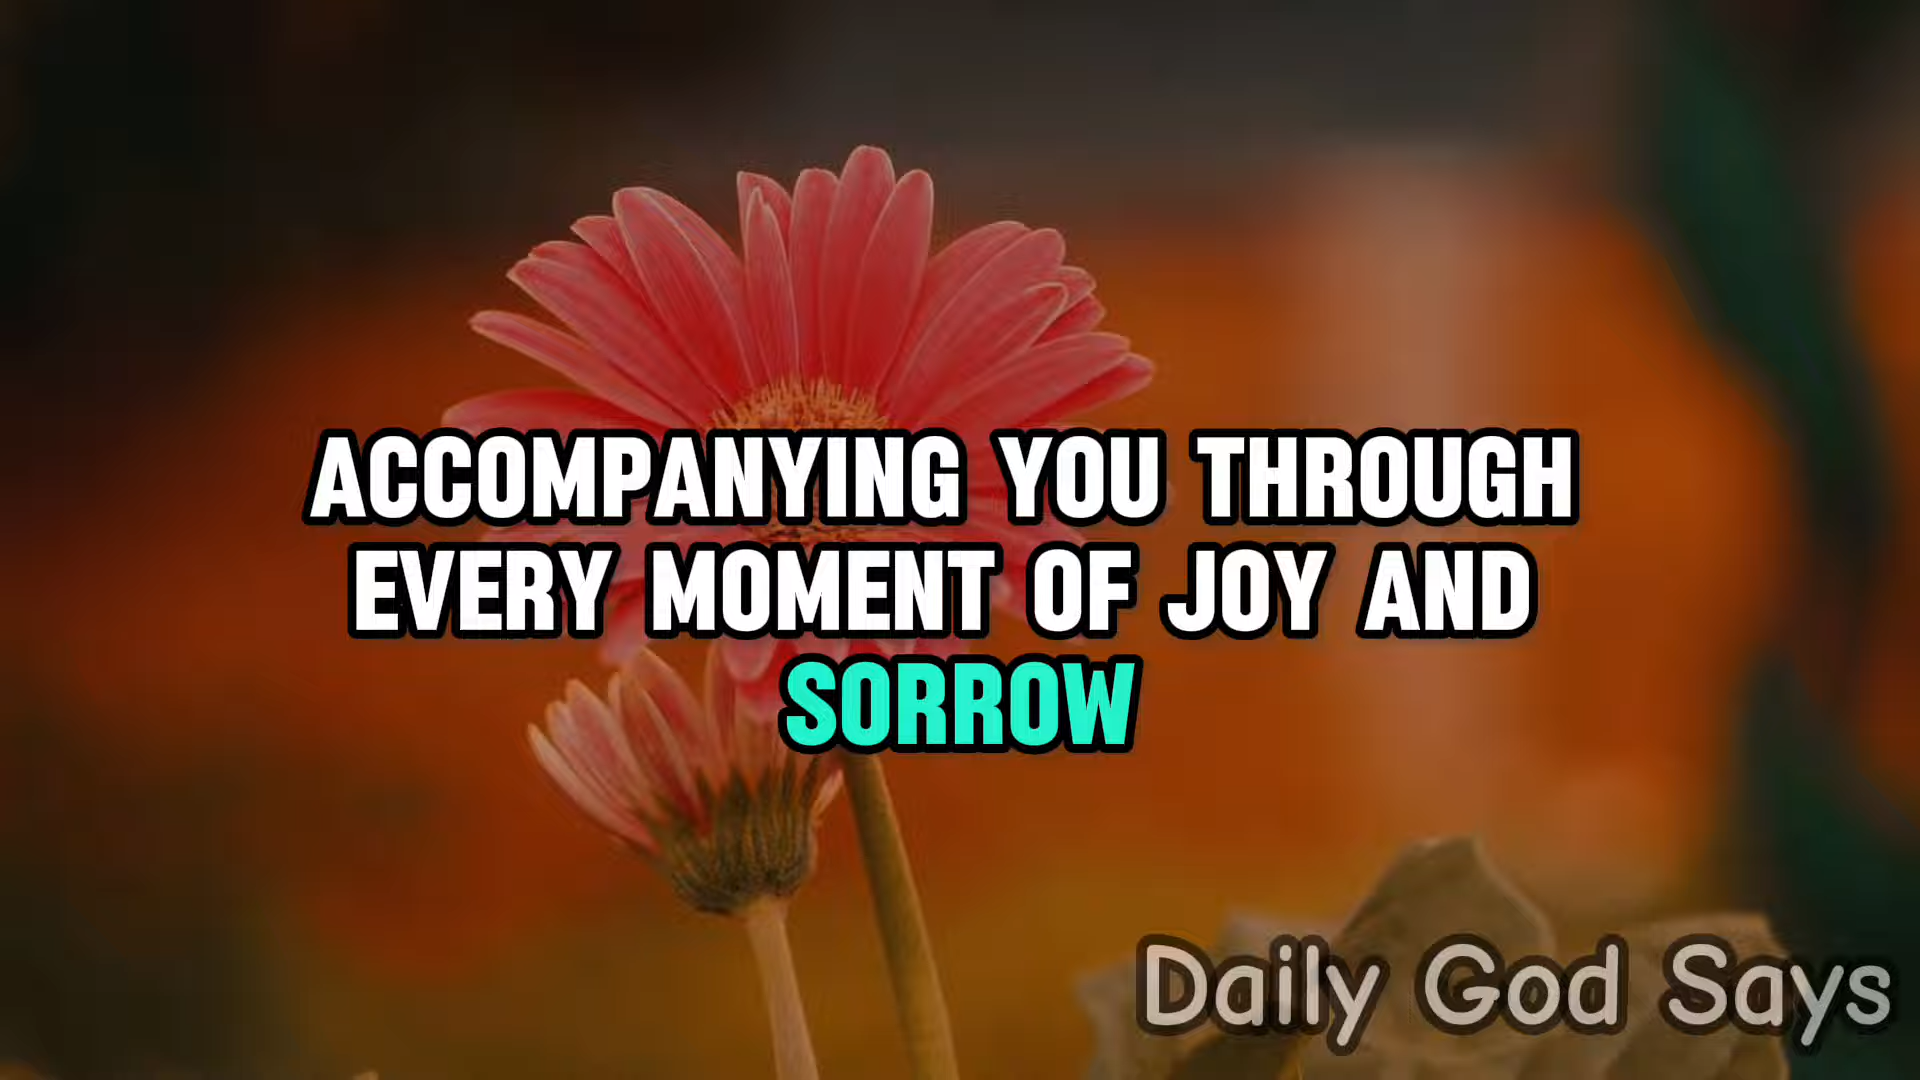 ACCOMPANYING YOU THROUGH
EVERY MOMENT OF JOY AND
SORROW
Daily God Says